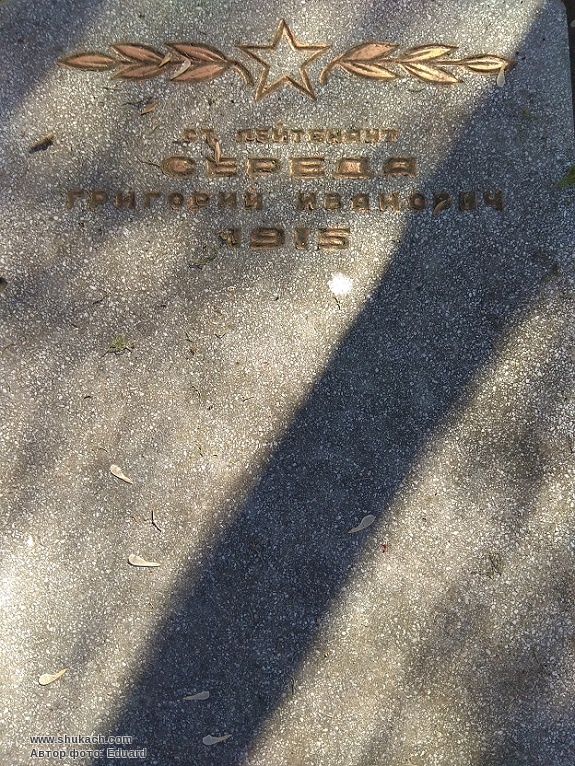 СТ. ЛЕЙТЕНАНТ
СЕРЕДА
ГРИГОРИЙ ИВАНОВИЧ
1915
www.shukach.com
Автор фото: Eduard